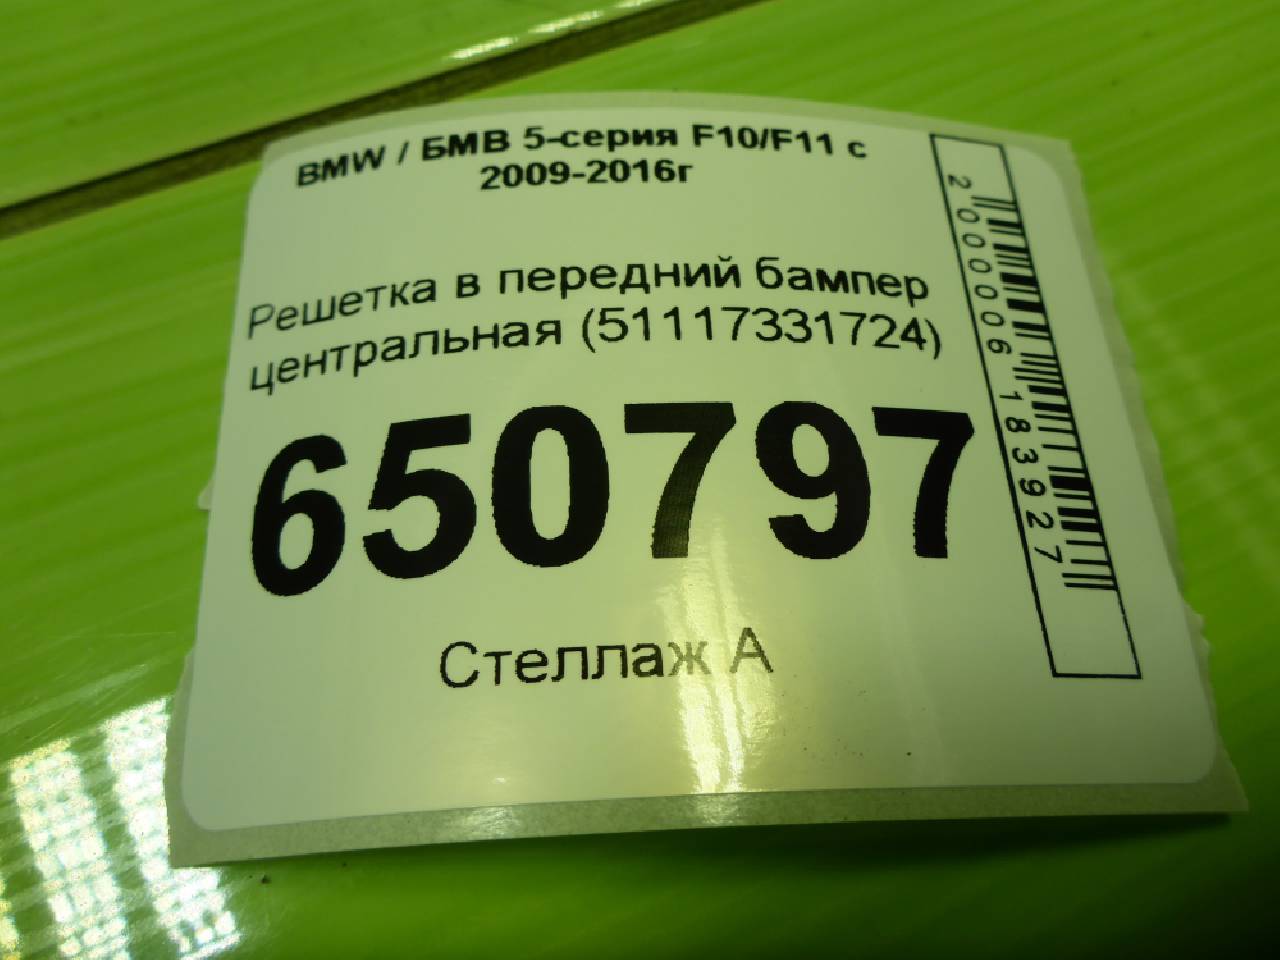 BMW / БМВ 5-серия F10/F11 с
2009-2016г
Решетка в передний бампер
центральная (51117331724)
650797
Стеллаж А
2000006183927